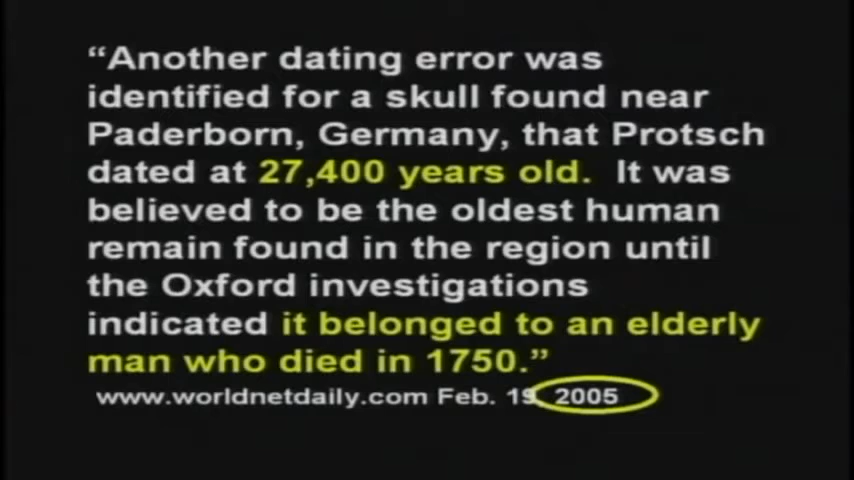 “Another dating error was
identified for a skull found near
Paderborn, Germany, that Protsch
dated at 27,400 years old. It was
believed to be the oldest human
remain found in the region until
the Oxford investigations
indicated it belonged to an elderly
man who died in 1750.”
www.worldnetdaily.com Feb. 19, 2005